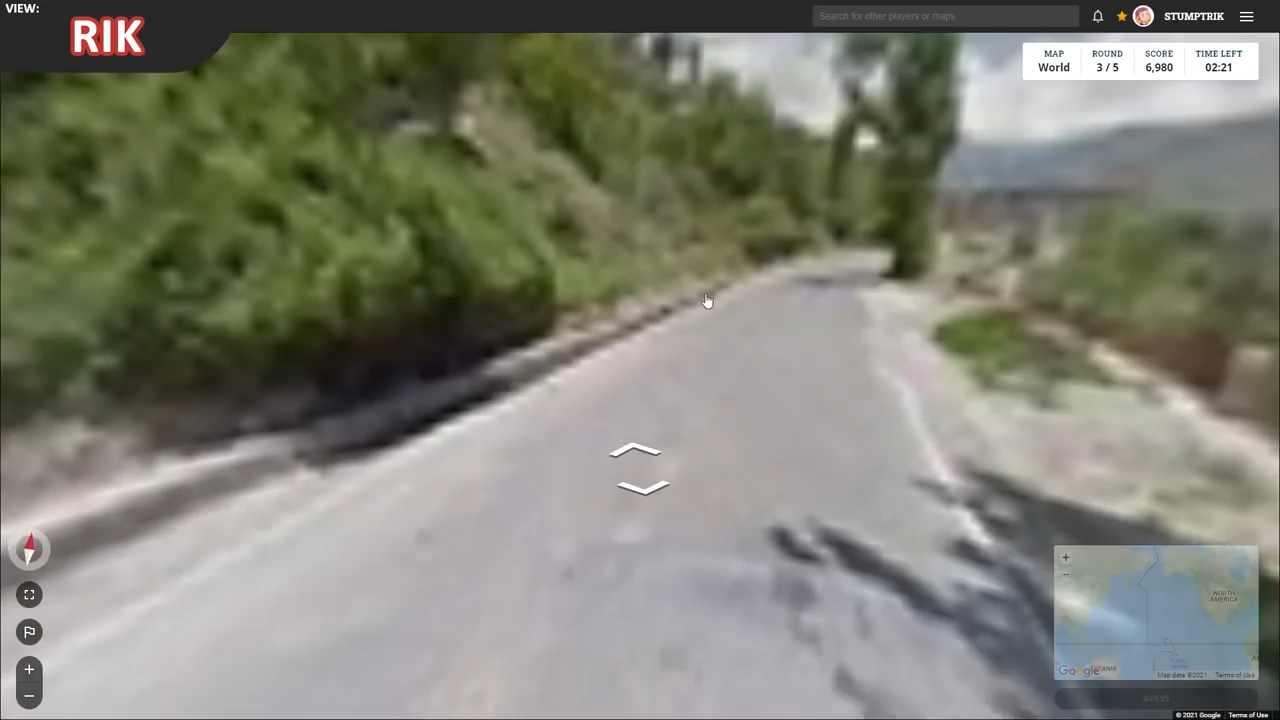 VIEW:
RIK
Search for other players or maps
STUMPTRIK
MAP ROUND SCORE TIME LEFT
World 3 / 5 6,980 02:21
NORTH
AMERICA
Google
Map data ©2021 Terms of Use
GUESS
© 2021 Google Terms of Use